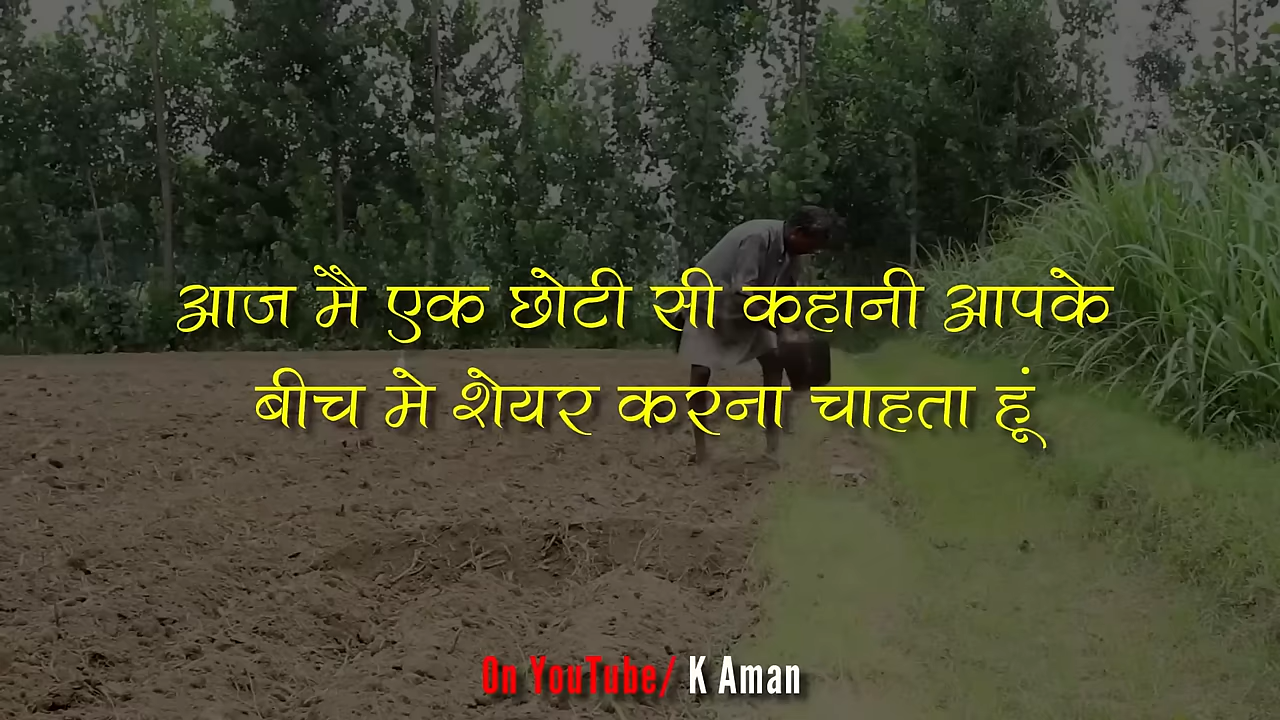 आज मै एक छोटी सी कहानी आपके
बीच मे शेयर करना चाहता हूं
On YouTube/ K Aman